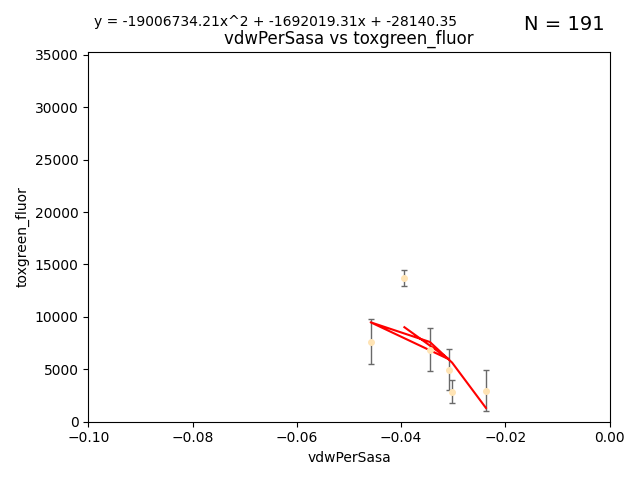 y = -19006734.21x^2 + -1692019.31x + -28140.35
N = 191
vdwPerSasa vs toxgreen_fluor
35000
30000
25000
20000
15000
10000
5000
0
toxgreen_fluor
−0.10 −0.08 −0.06 −0.04 −0.02 0.00
vdwPerSasa